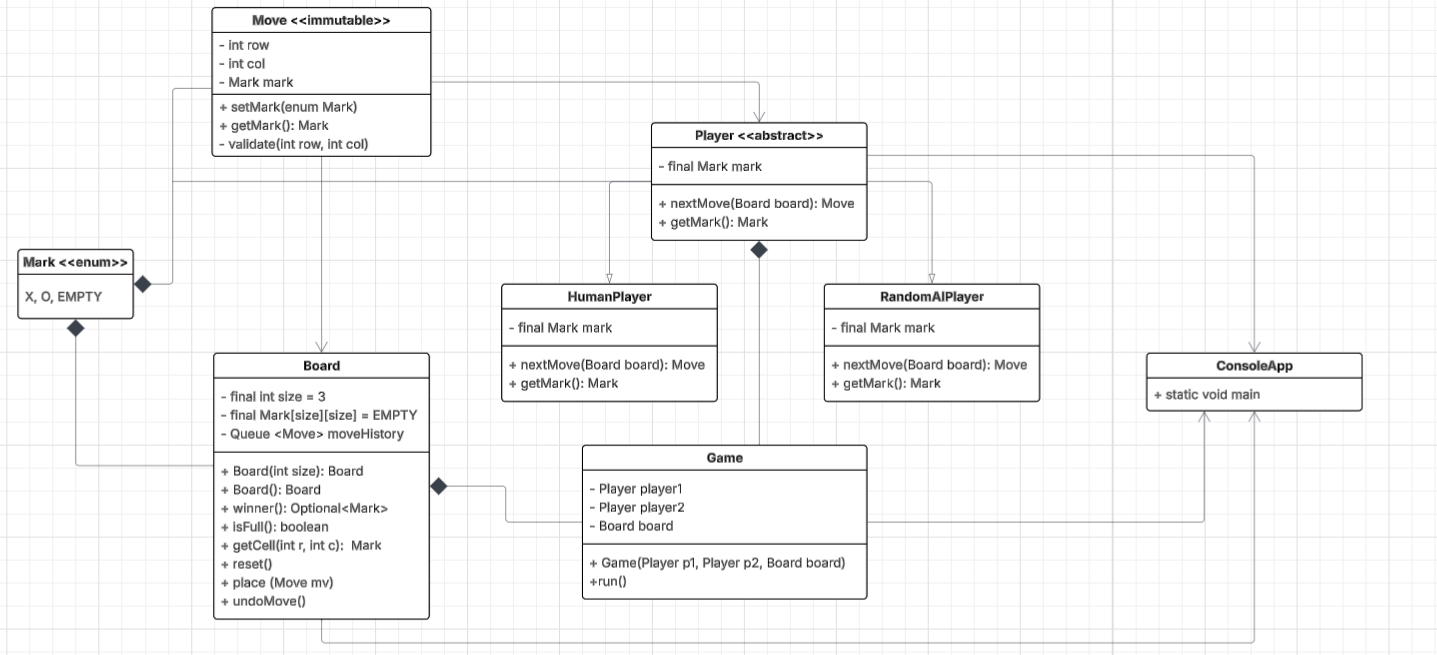 Move <<immutable>>
- int row
- int col
- Mark mark
+ setMark(enum Mark)
+ getMark(): Mark
- validate(int row, int col)
Player <<abstract>>
- final Mark mark
+ nextMove(Board board): Move
+ getMark(): Mark
Mark <<enum>>
X, O, EMPTY
HumanPlayer
- final Mark mark
+ nextMove(Board board): Move
+ getMark(): Mark
RandomAIPlayer
- final Mark mark
+ nextMove(Board board): Move
+ getMark(): Mark
Board
- final int size = 3
- final Mark[size][size] = EMPTY
- Queue <Move> moveHistory
+ Board(int size): Board
+ Board(): Board
+ winner(): Optional<Mark>
+ isFull(): boolean
+ getCell(int r, int c): Mark
+ reset()
+ place (Move mv)
+ undoMove()
ConsoleApp
+ static void main
Game
- Player player1
- Player player2
- Board board
+ Game(Player p1, Player p2, Board board)
+run()